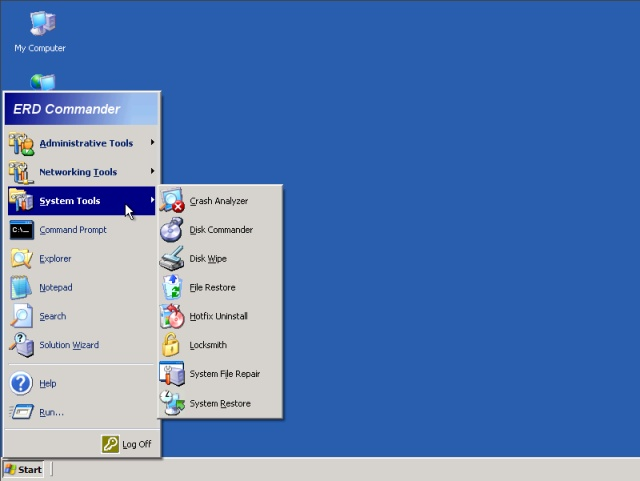 My Computer
ERD Commander
Administrative Tools
Networking Tools
System Tools
Command Prompt
Explorer
Notepad
Search
Solution Wizard
Help
Run...
Log Off
Crash Analyzer
Disk Commander
Disk Wipe
File Restore
Hotfix Uninstall
Locksmith
System File Repair
System Restore
C:\_
Start